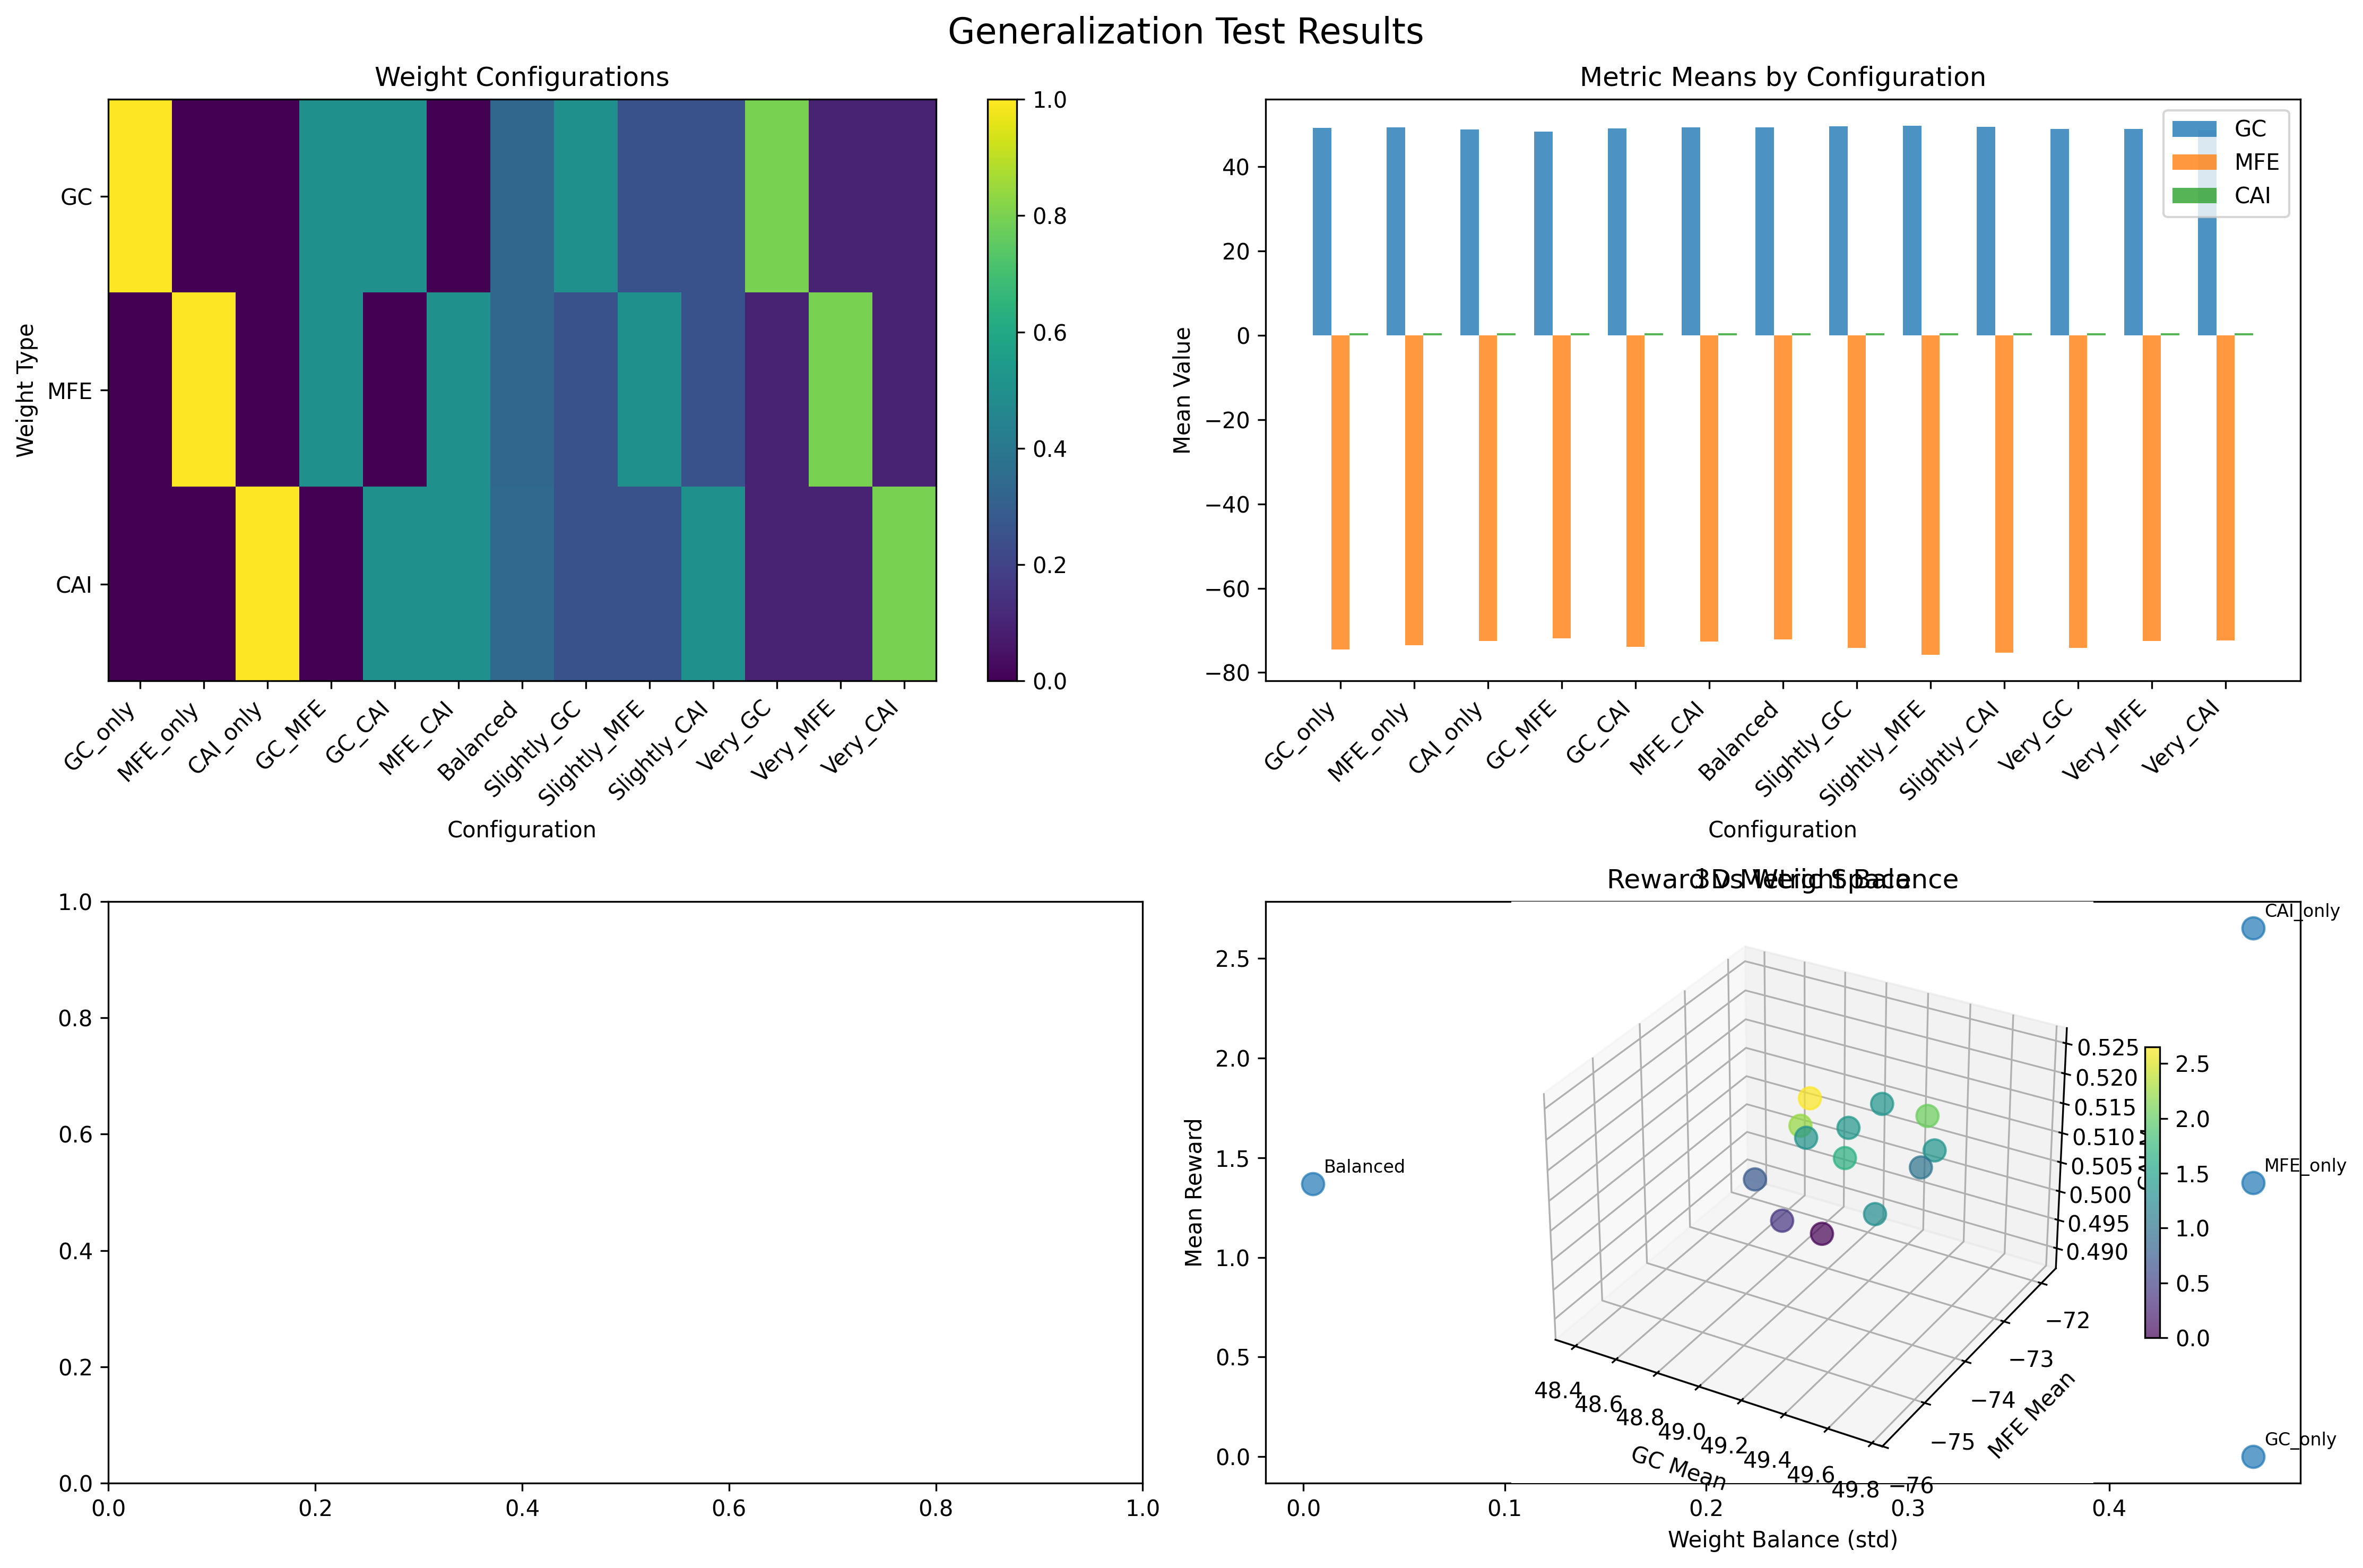 Generalization Test Results
Weight Configurations
Weight Type
GC
MFE
CAI
GC_only
MFE_only
CAI_only
GC_MFE
GC_CAI
MFE_CAI
Balanced
Slightly_GC
Slightly_MFE
Slightly_CAI
Very_GC
Very_MFE
Very_CAI
Configuration
1.0
0.8
0.6
0.4
0.2
0.0
Metric Means by Configuration
Mean Value
40
20
0
−20
−40
−60
−80
GC
MFE
CAI
GC_only
MFE_only
CAI_only
GC_MFE
GC_CAI
MFE_CAI
Balanced
Slightly_GC
Slightly_MFE
Slightly_CAI
Very_GC
Very_MFE
Very_CAI
Configuration
1.0
0.8
0.6
0.4
0.2
0.0
0.0
0.2
0.4
0.6
0.8
1.0
Reward vs Weight Balance
3D Metric Space
Mean Reward
2.5
2.0
1.5
1.0
0.5
0.0
CAI_only
Balanced
MFE_only
GC_only
0.525
0.520
0.515
0.510
0.505
0.500
0.495
0.490
2.5
2.0
1.5
1.0
0.5
0.0
−72
−73
−74
−75
−76
MFE Mean
48.4
48.6
48.8
49.0
49.2
49.4
49.6
49.8
GC Mean
0.0
0.1
0.2
0.3
0.4
Weight Balance (std)